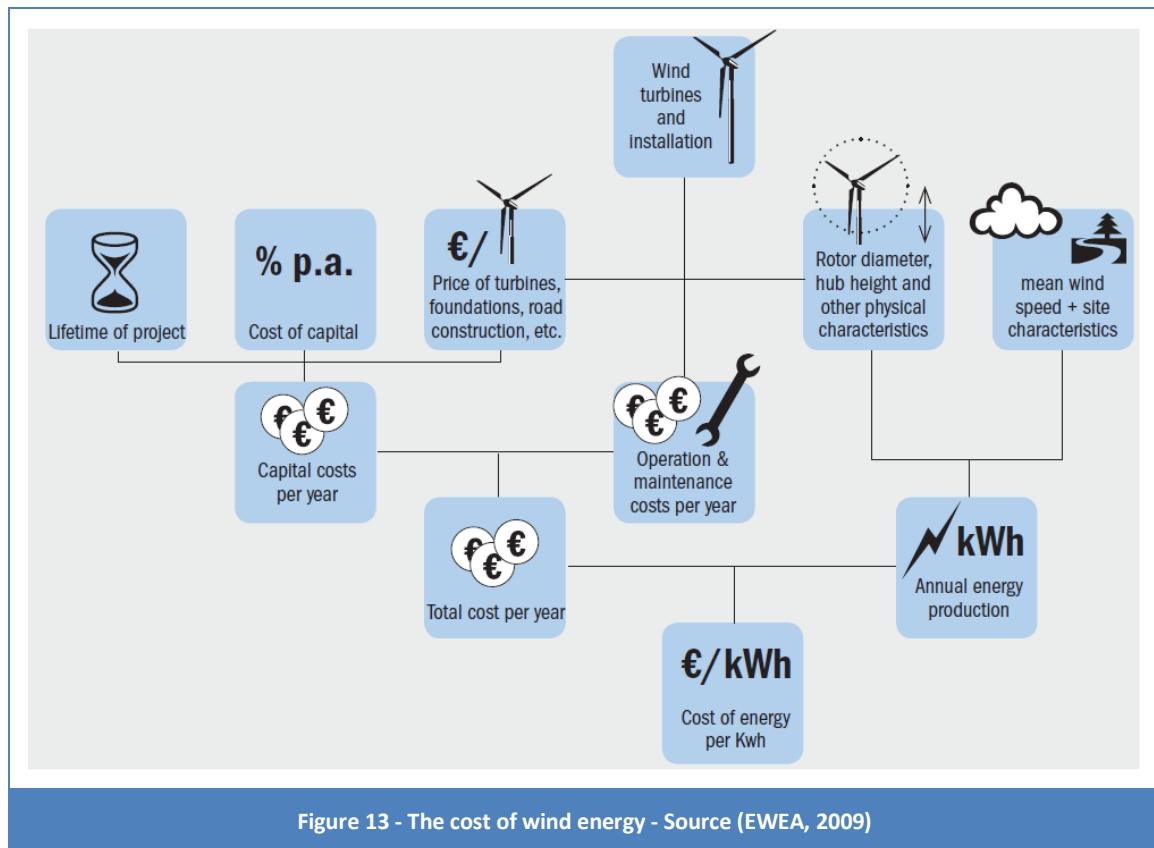 Wind
turbines
and
installation
Lifetime of project
% p.a.
Cost of capital
€/
Price of turbines,
foundations, road
construction, etc.
Rotor diameter,
hub height and
other physical
characteristics
mean wind
speed + site
characteristics
€ € €
Capital costs
per year
€ € €
Operation &
maintenance
costs per year
€ € €
Total cost per year
kWh
Annual energy
production
€/kWh
Cost of energy
per Kwh
Figure 13 - The cost of wind energy - Source (EWEA, 2009)